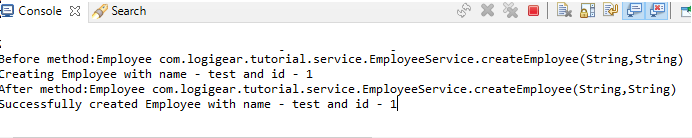 Console Search
Before method:Employee com.logigear.tutorial.service.EmployeeService.createEmployee(String,String)
Creating Employee with name - test and id - 1
After method:Employee com.logigear.tutorial.service.EmployeeService.createEmployee(String,String)
Successfully created Employee with name - test and id - 1